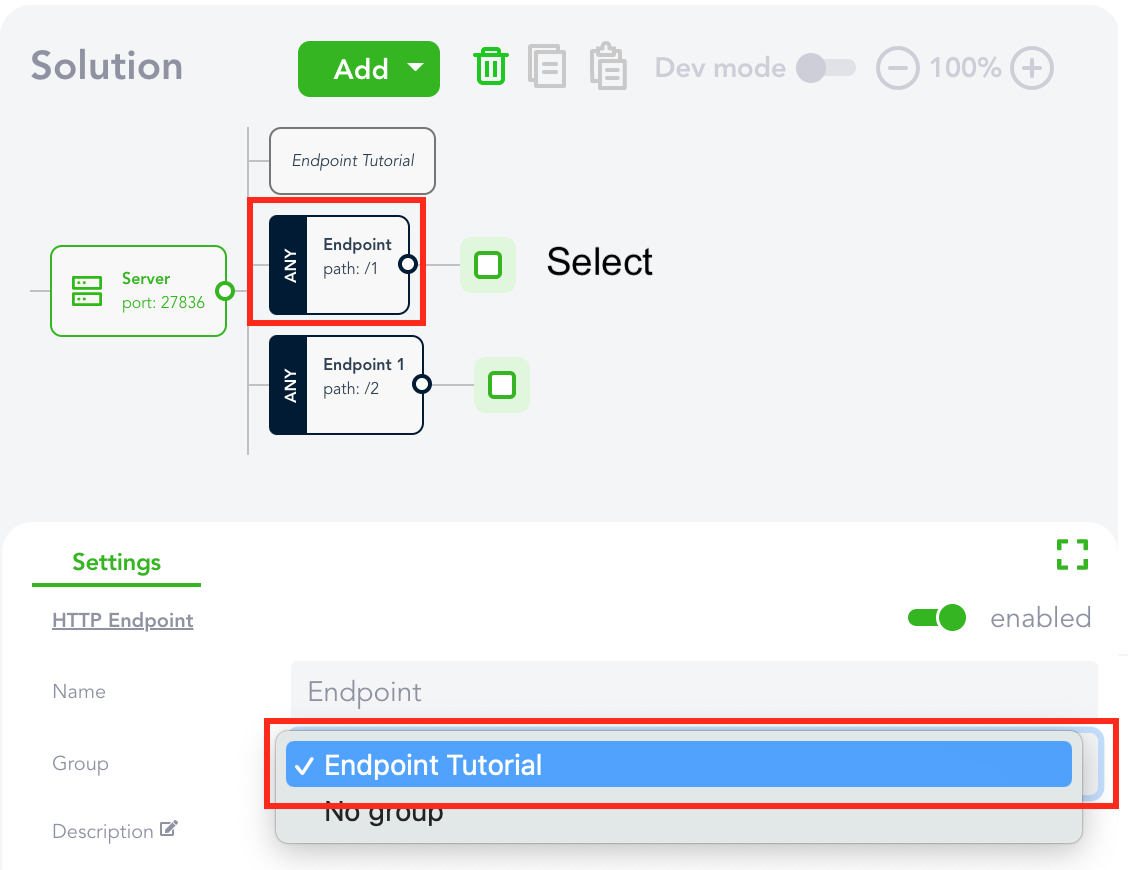 Solution
Add
Dev mode
100%
Endpoint Tutorial
ANY
Endpoint
path: /1
Select
Server
port: 27836
ANY
Endpoint 1
path: /2
Settings
HTTP Endpoint
enabled
Name
Endpoint
Group
✓ Endpoint Tutorial
No group
Description